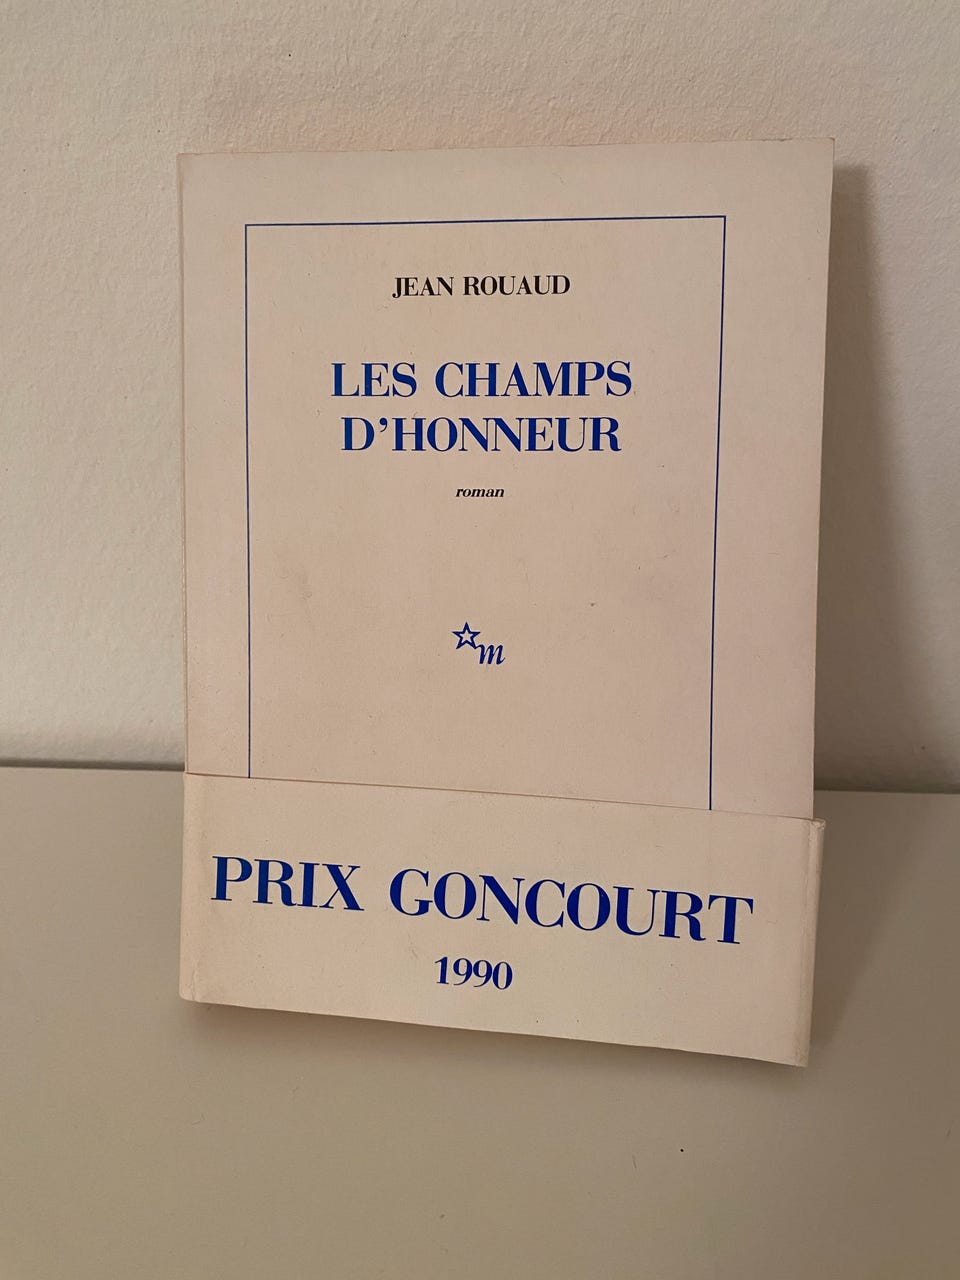 JEAN ROUAUD
LES CHAMPS
D'HONNEUR
roman
m
PRIX GONCOURT
1990